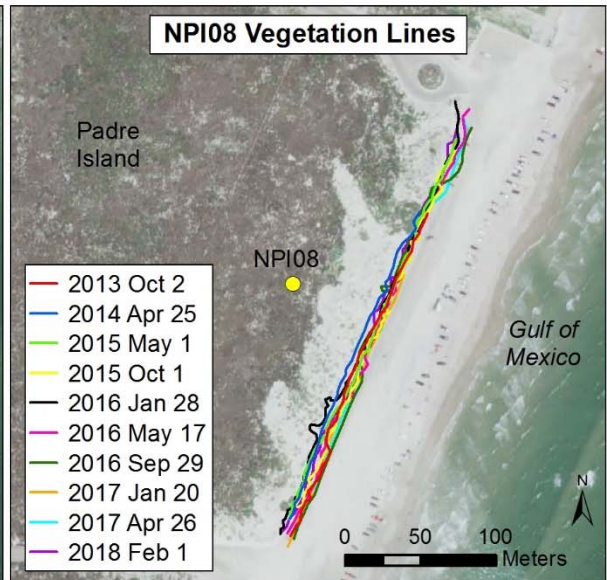 NPI08 Vegetation Lines
Padre
Island
NPI08
Gulf of
Mexico
2013 Oct 2
2014 Apr 25
2015 May 1
2015 Oct 1
2016 Jan 28
2016 May 17
2016 Sep 29
2017 Jan 20
2017 Apr 26
2018 Feb 1
N
0 50 100
Meters